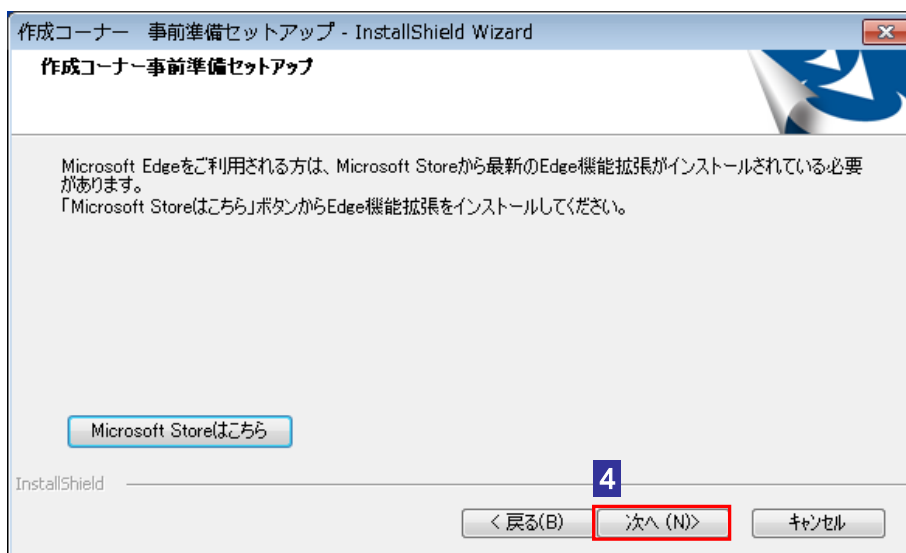 作成コーナー　事前準備セットアップ - InstallShield Wizard
作成コーナー事前準備セットアップ
Microsoft Edgeをご利用される方は、Microsoft Storeから最新のEdge機能拡張がインストールされている必要
があります。
「Microsoft Storeはこちら」ボタンからEdge機能拡張をインストールしてください。
Microsoft Storeはこちら
InstallShield
4
< 戻る(B)
次へ (N)>
キャンセル